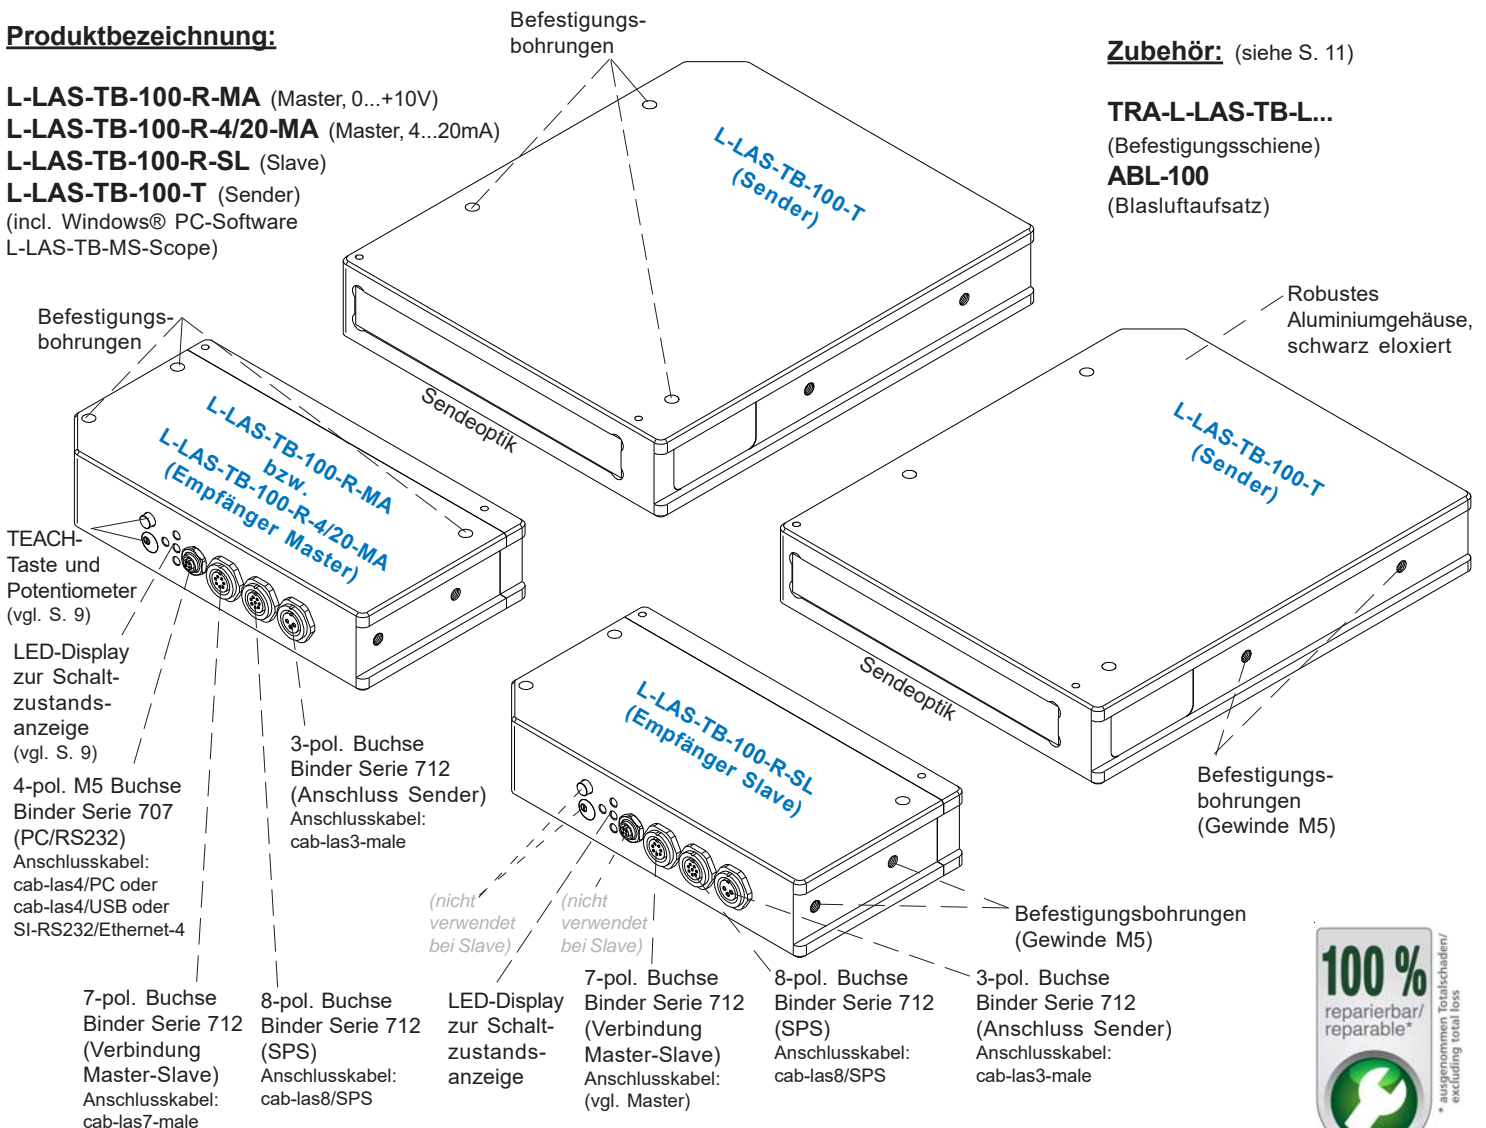 Produktbezeichnung:
L-LAS-TB-100-R-MA (Master, 0...+10V)
L-LAS-TB-100-R-4/20-MA (Master, 4...20mA)
L-LAS-TB-100-R-SL (Slave)
L-LAS-TB-100-T (Sender)
(incl. Windows® PC-Software
L-LAS-TB-MS-Scope)
Befestigungs-
bohrungen
Zubehör: (siehe S. 11)
TRA-L-LAS-TB-L...
(Befestigungsschiene)
ABL-100
(Blasluftaufsatz)
L-LAS-TB-100-T
(Sender)
Sendeoptik
Robustes
Aluminiumgehäuse,
schwarz eloxiert
Befestigungs-
bohrungen
L-LAS-TB-100-R-MA
bzw.
L-LAS-TB-100-R-4/20-MA
(Empfänger Master)
L-LAS-TB-100-T
(Sender)
Sendeoptik
TEACH-
Taste und
Potentiometer
(vgl. S. 9)
LED-Display
zur Schalt-
zustands-
anzeige
(vgl. S. 9)
4-pol. M5 Buchse
Binder Serie 707
(PC/RS232)
Anschlusskabel:
cab-las4/PC oder
cab-las4/USB oder
SI-RS232/Ethernet-4
3-pol. Buchse
Binder Serie 712
(Anschluss Sender)
Anschlusskabel:
cab-las3-male
L-LAS-TB-100-R-SL
(Empfänger Slave)
Befestigungs-
bohrungen
(Gewinde M5)
(nicht
verwendet
bei Slave)
(nicht
verwendet
bei Slave)
Befestigungsbohrungen
(Gewinde M5)
7-pol. Buchse
Binder Serie 712
(Verbindung
Master-Slave)
Anschlusskabel:
cab-las7-male
8-pol. Buchse
Binder Serie 712
(SPS)
Anschlusskabel:
cab-las8/SPS
LED-Display
zur Schalt-
zustands-
anzeige
7-pol. Buchse
Binder Serie 712
(Verbindung
Master-Slave)
Anschlusskabel:
(vgl. Master)
8-pol. Buchse
Binder Serie 712
(SPS)
Anschlusskabel:
cab-las8/SPS
3-pol. Buchse
Binder Serie 712
(Anschluss Sender)
Anschlusskabel:
cab-las3-male
100 %
reparierbar/
reparable*
* ausgenommen Totalschaden/
excluding total loss